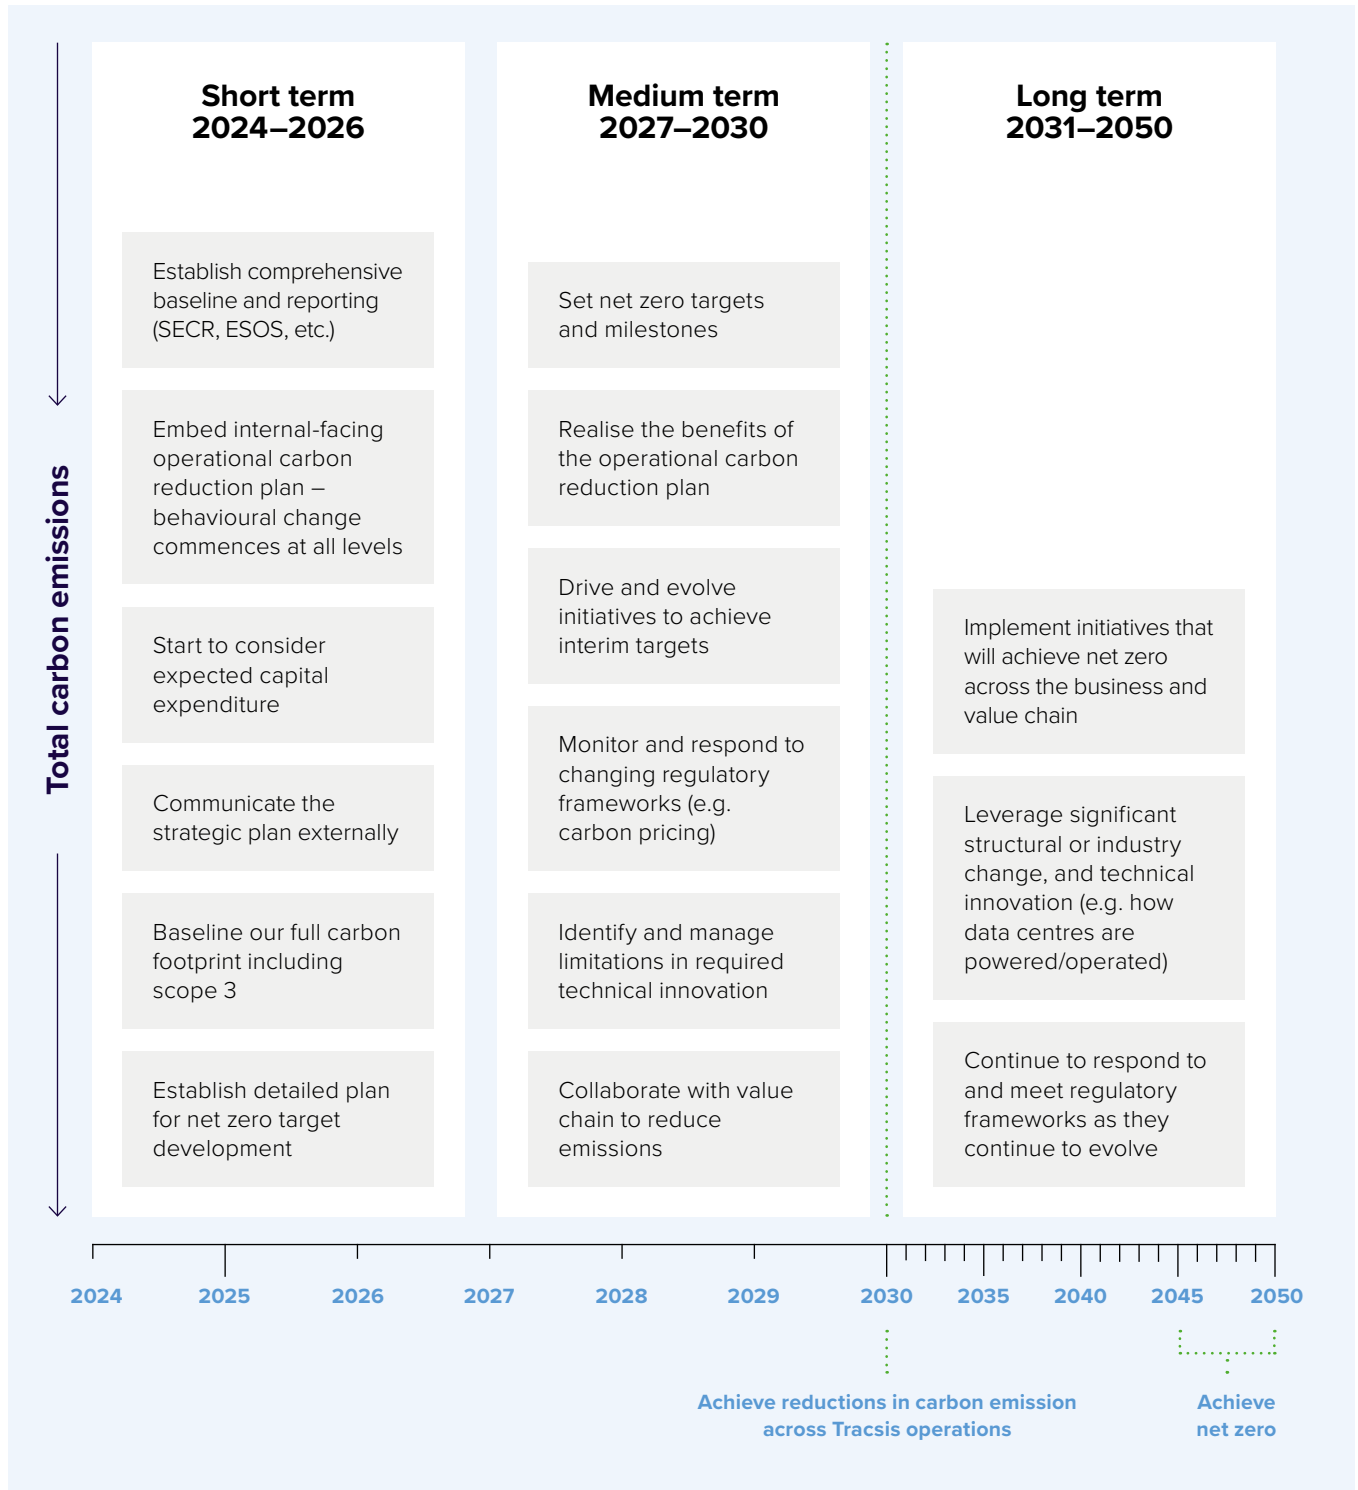 Total carbon emissions
Short term
2024–2026
Establish comprehensive
baseline and reporting
(SECR, ESOS, etc.)
Embed internal-facing
operational carbon
reduction plan –
behavioural change
commences at all levels
Start to consider
expected capital
expenditure
Communicate the
strategic plan externally
Baseline our full carbon
footprint including
scope 3
Establish detailed plan
for net zero target
development
Medium term
2027–2030
Set net zero targets
and milestones
Realise the benefits of
the operational carbon
reduction plan
Drive and evolve
initiatives to achieve
interim targets
Monitor and respond to
changing regulatory
frameworks (e.g.
carbon pricing)
Identify and manage
limitations in required
technical innovation
Collaborate with value
chain to reduce
emissions
Long term
2031–2050
Implement initiatives that
will achieve net zero
across the business and
value chain
Leverage significant
structural or industry
change, and technical
innovation (e.g. how
data centres are
powered/operated)
Continue to respond to
and meet regulatory
frameworks as they
continue to evolve
2024 2025 2026 2027 2028 2029 2030 2035 2040 2045 2050
Achieve reductions in carbon emission
across Tracsis operations
Achieve
net zero